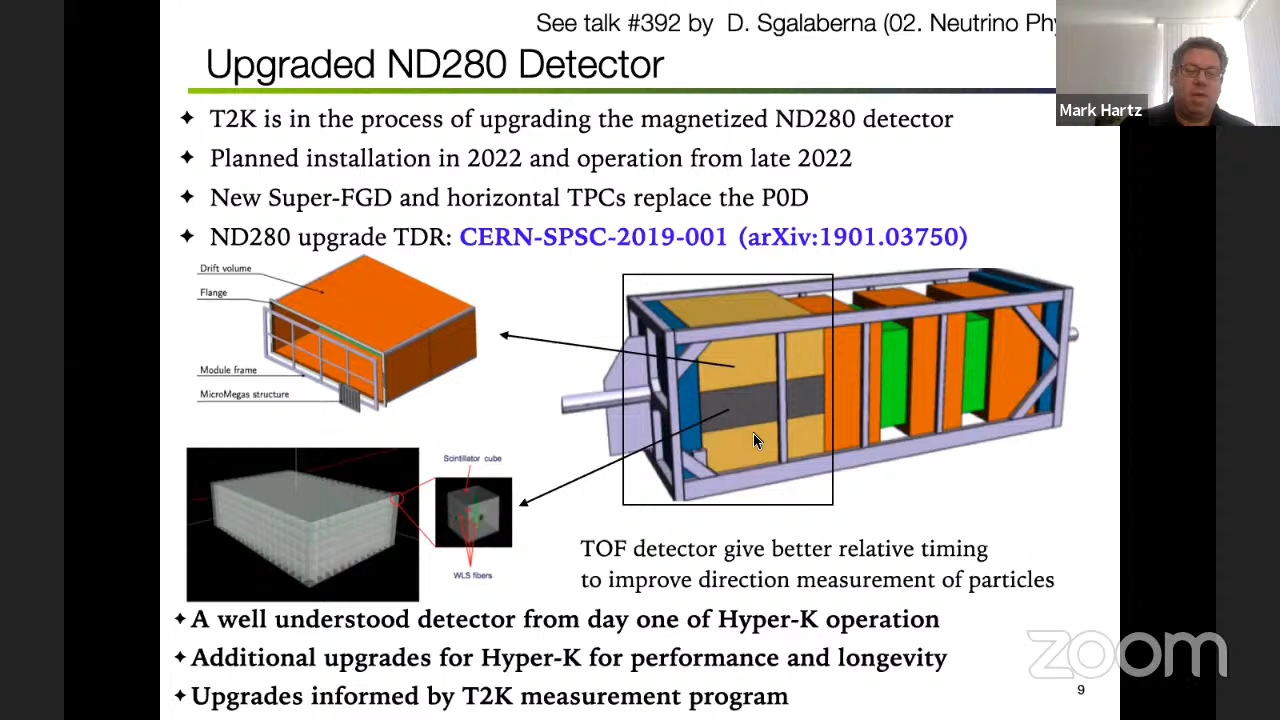 See talk #392 by D. Sgalaberna (02. Neutrino Phy
Upgraded ND280 Detector
Mark Hartz
✦ T2K is in the process of upgrading the magnetized ND280 detector
✦ Planned installation in 2022 and operation from late 2022
✦ New Super-FGD and horizontal TPCs replace the P0D
✦ ND280 upgrade TDR: CERN-SPSC-2019-001 (arXiv:1901.03750)
Drift volume
Flange
Module frame
MicroMegas structure
Scintillator cube
WLS fibers
TOF detector give better relative timing
to improve direction measurement of particles
✦A well understood detector from day one of Hyper-K operation
✦Additional upgrades for Hyper-K for performance and longevity
✦Upgrades informed by T2K measurement program
zoom
9